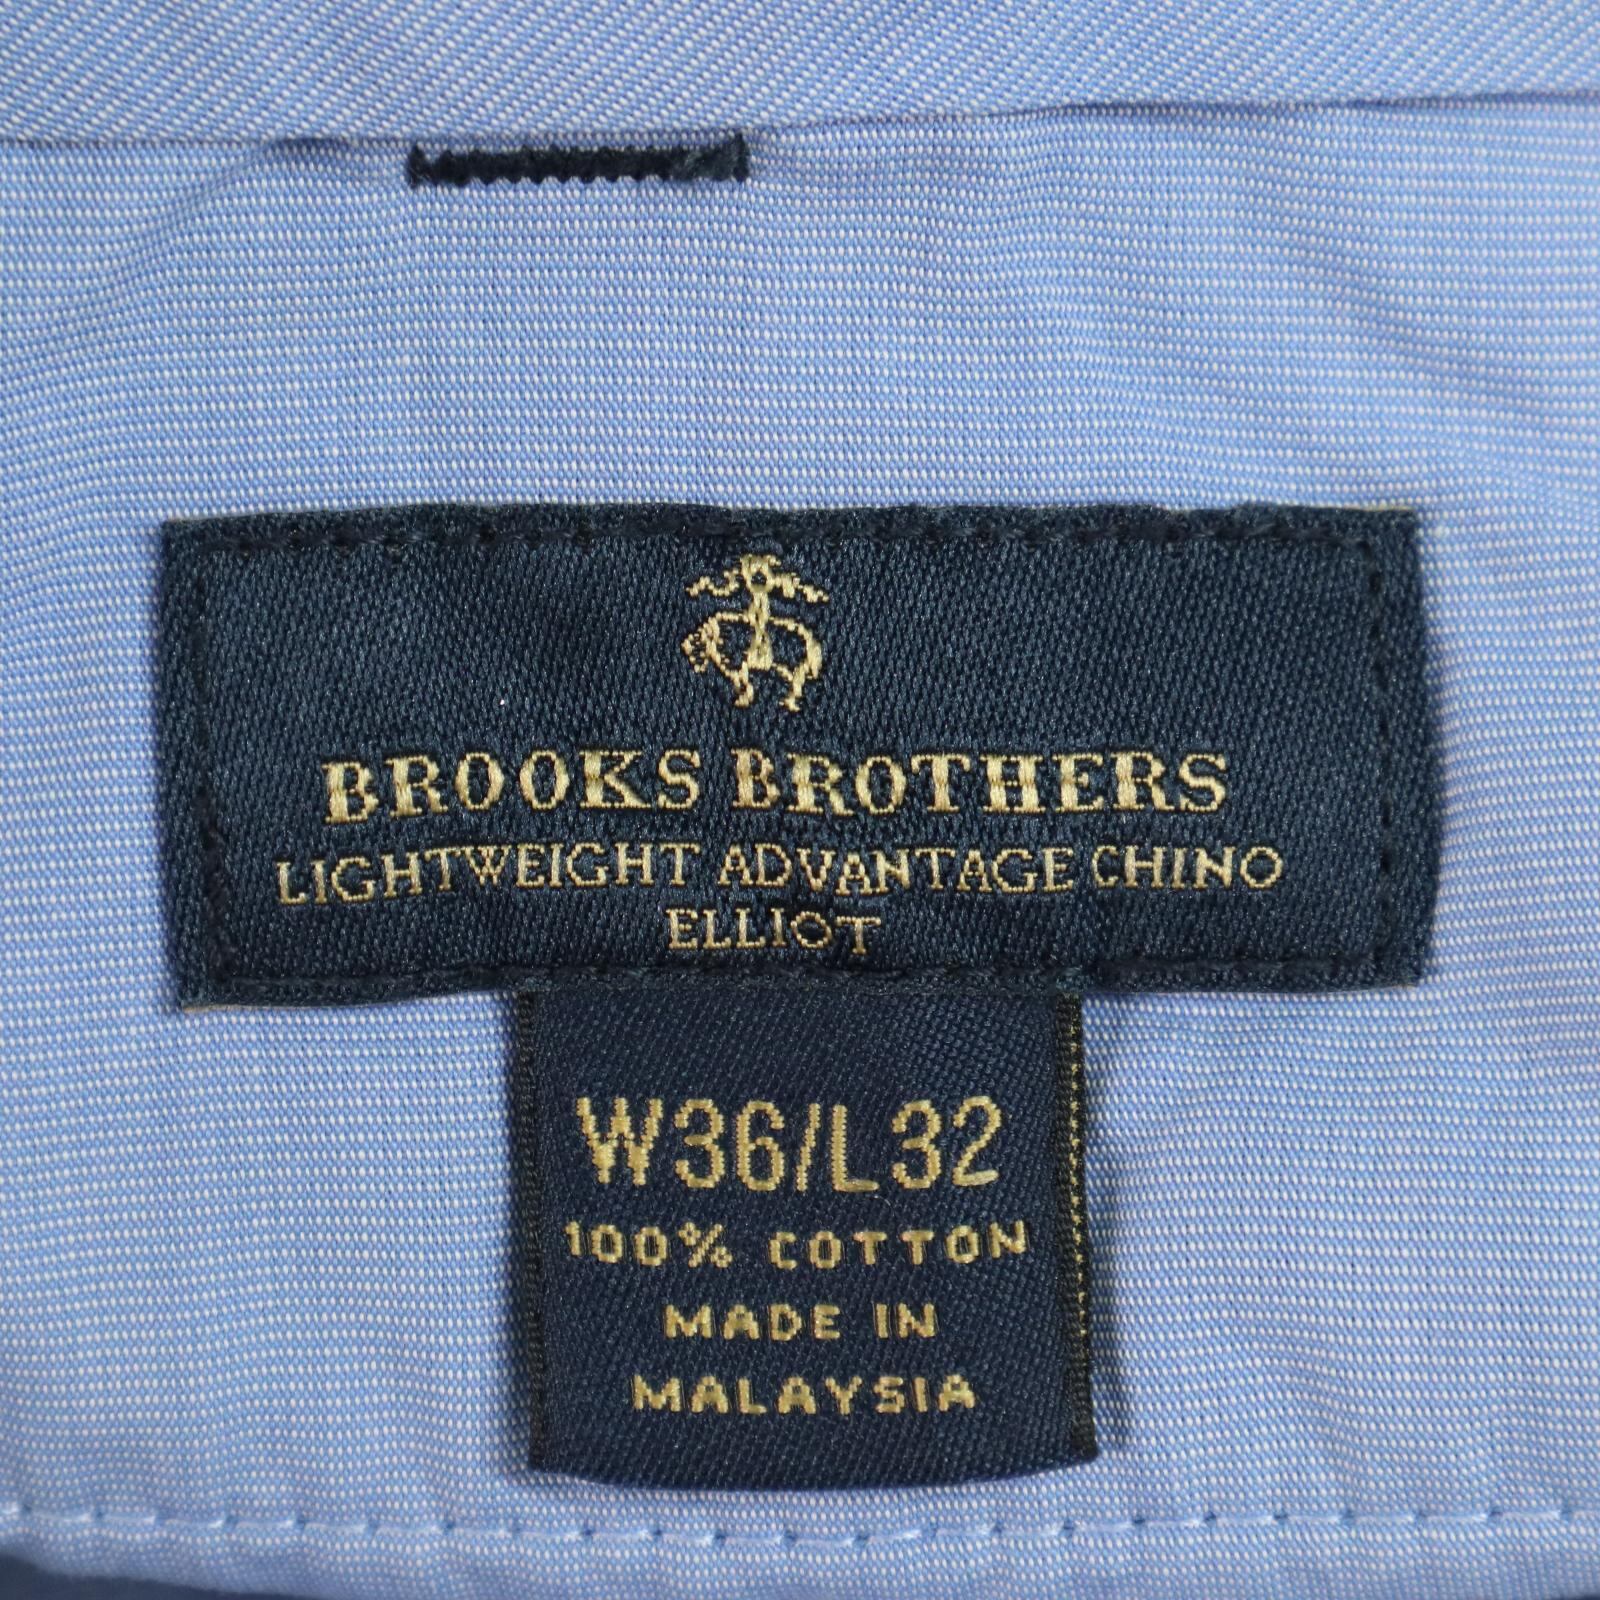 BROOKS BROTHERS
LIGHTWEIGHT ADVANTAGE CHINO
ELLIOT
W36/L32
100% COTTON
MADE IN
MALAYSIA